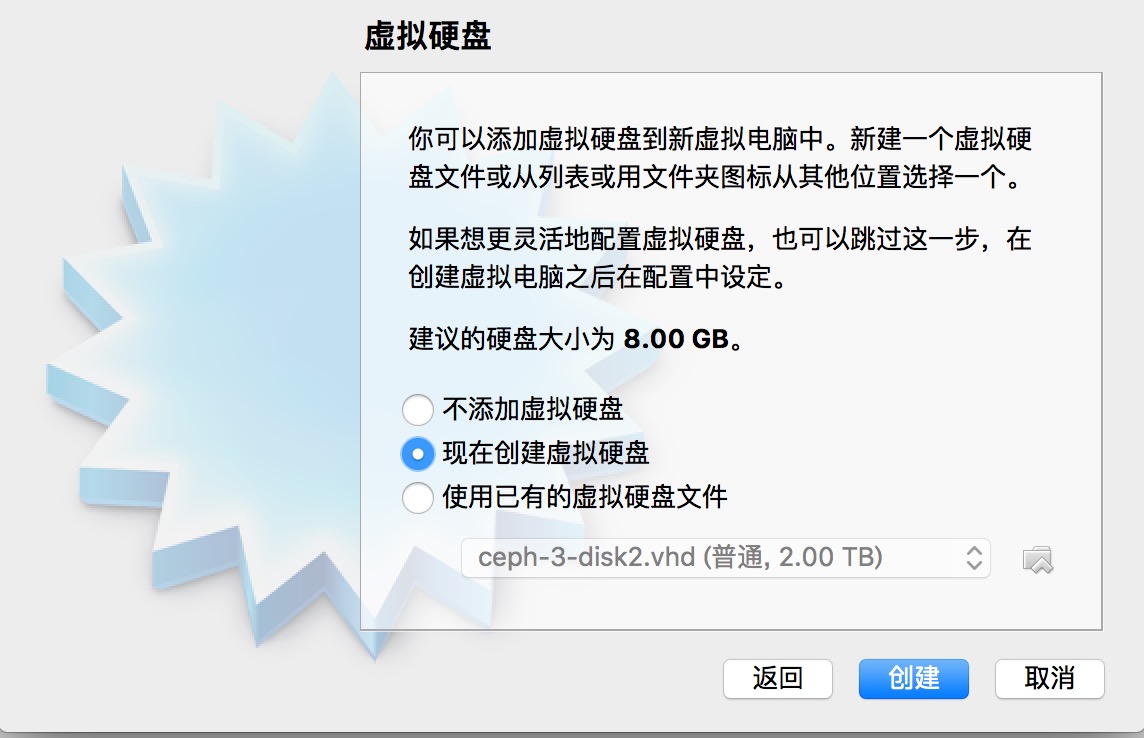 虚拟硬盘
你可以添加虚拟硬盘到新虚拟电脑中。新建一个虚拟硬
盘文件或从列表或用文件夹图标从其他位置选择一个。
如果想更灵活地配置虚拟硬盘，也可以跳过这一步，在
创建虚拟电脑之后在配置中设定。
建议的硬盘大小为 8.00 GB。
不添加虚拟硬盘
现在创建虚拟硬盘
使用已有的虚拟硬盘文件
ceph-3-disk2.vhd (普通, 2.00 TB)
返回
创建
取消